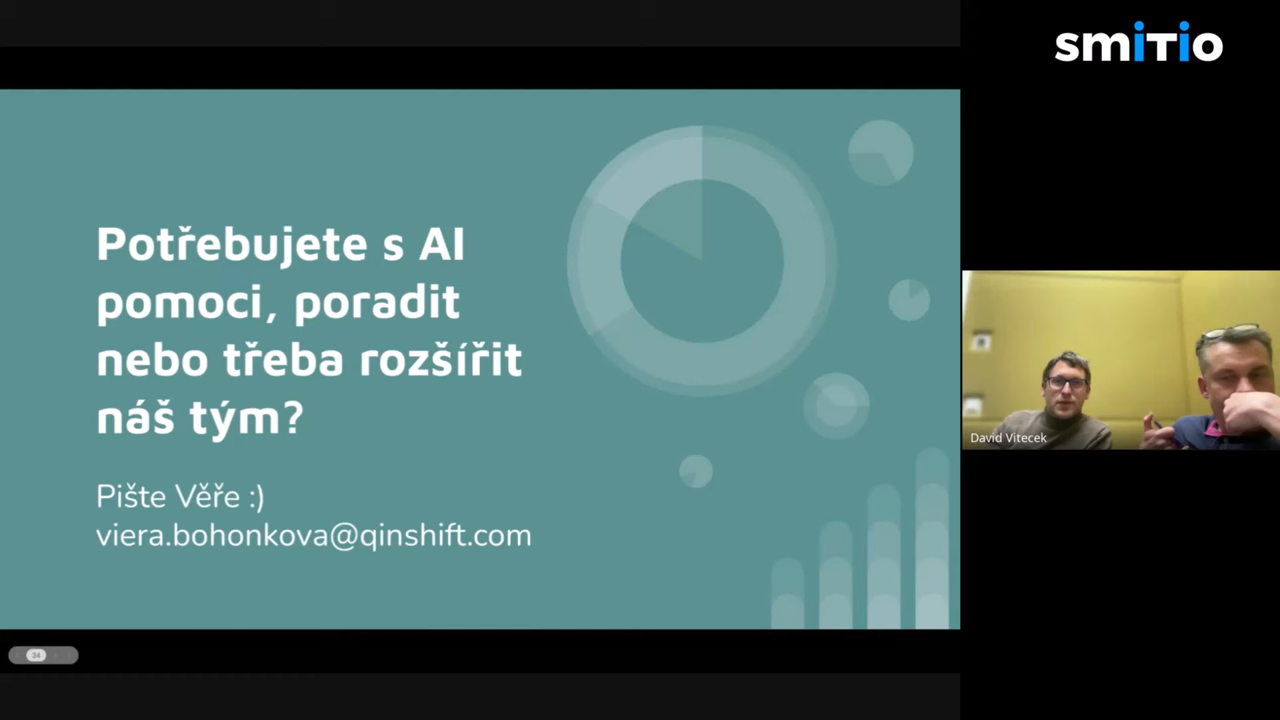 smiTio
Potřebujete s AI
pomoci, poradit
nebo třeba rozšířit
náš tým?
Pište Věře :)
viera.bohonkova@qinshift.com
David Vitecek
34